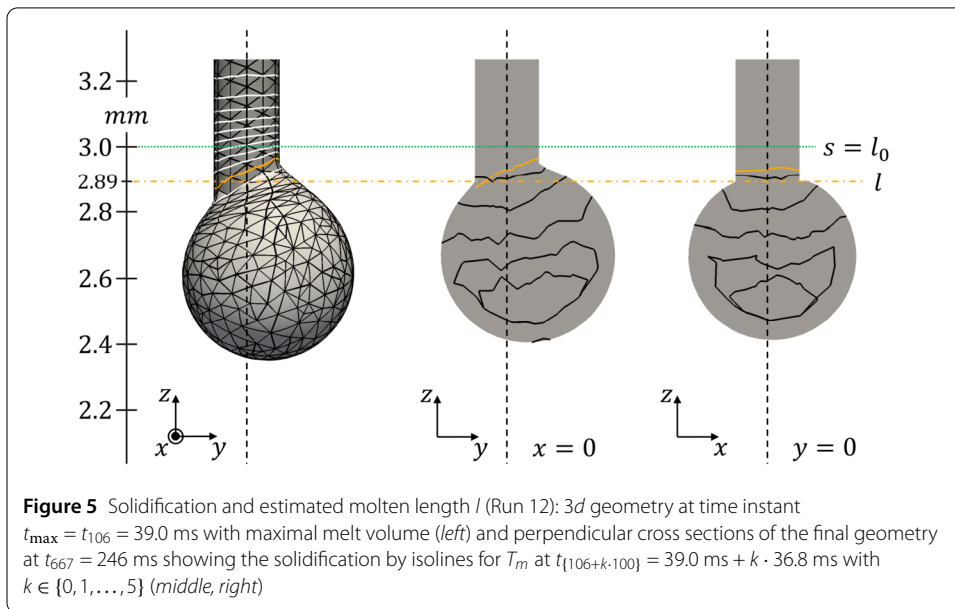 3.2
mm
3.0
s = l₀
2.89
l
2.8
2.6
2.4
2.2
z
x
y
z
y
x = 0
z
x
y = 0
Figure 5 Solidification and estimated molten length l (Run 12): 3d geometry at time instant
t_max = t₁₀₆ = 39.0 ms with maximal melt volume (left) and perpendicular cross sections of the final geometry
at t₆₆₇ = 246 ms showing the solidification by isolines for T_m at t_{106+k·100} = 39.0 ms + k · 36.8 ms with
k ∈ {0, 1, ..., 5} (middle, right)